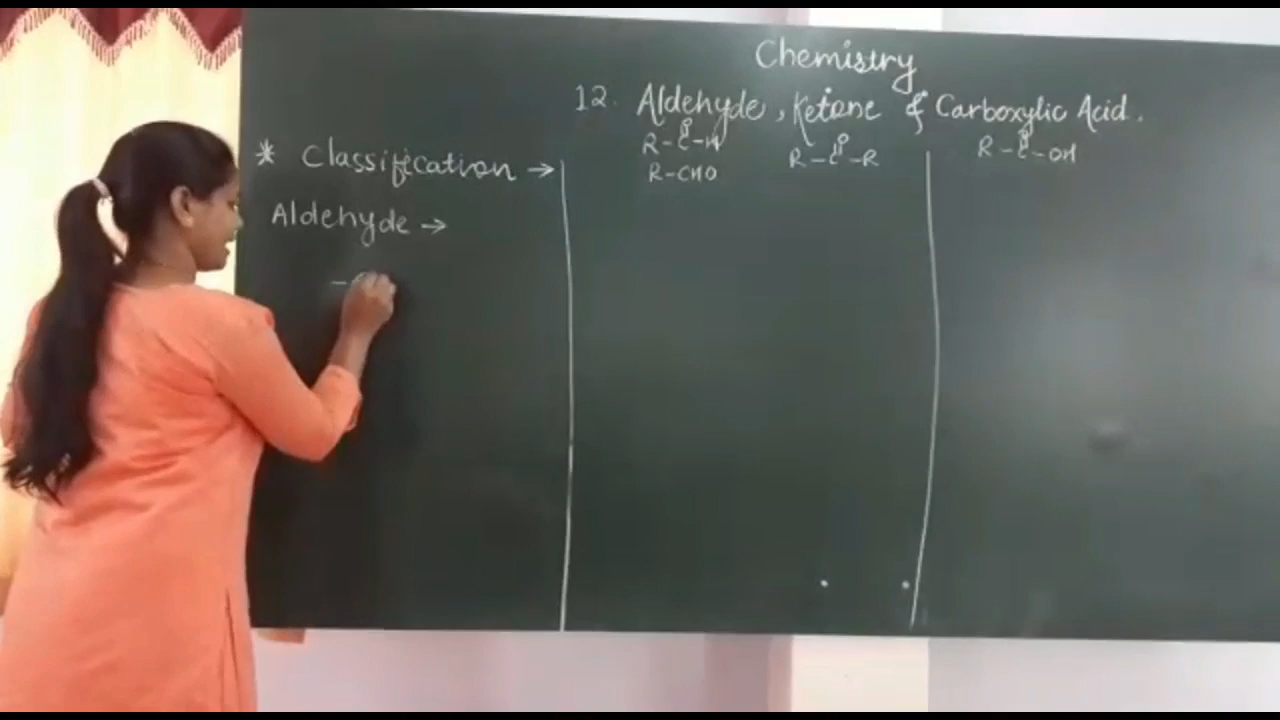 Chemistry
12. Aldehyde, Ketone & Carboxylic Acid.
O O O
R-C-H R-C-R R-C-OH
R-CHO
* Classification →
Aldehyde →
-C